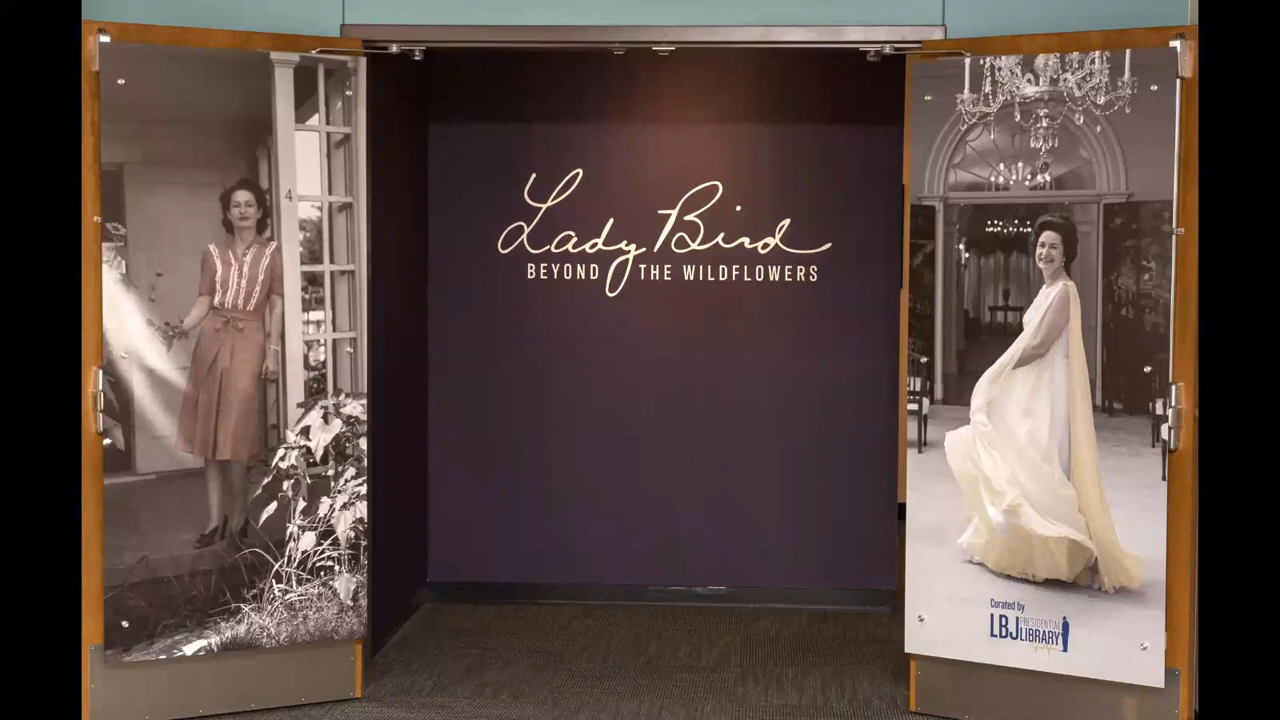 4
Lady Bird
BEYOND THE WILDFLOWERS
Curated by
LBJ PRESIDENTIAL
LIBRARY